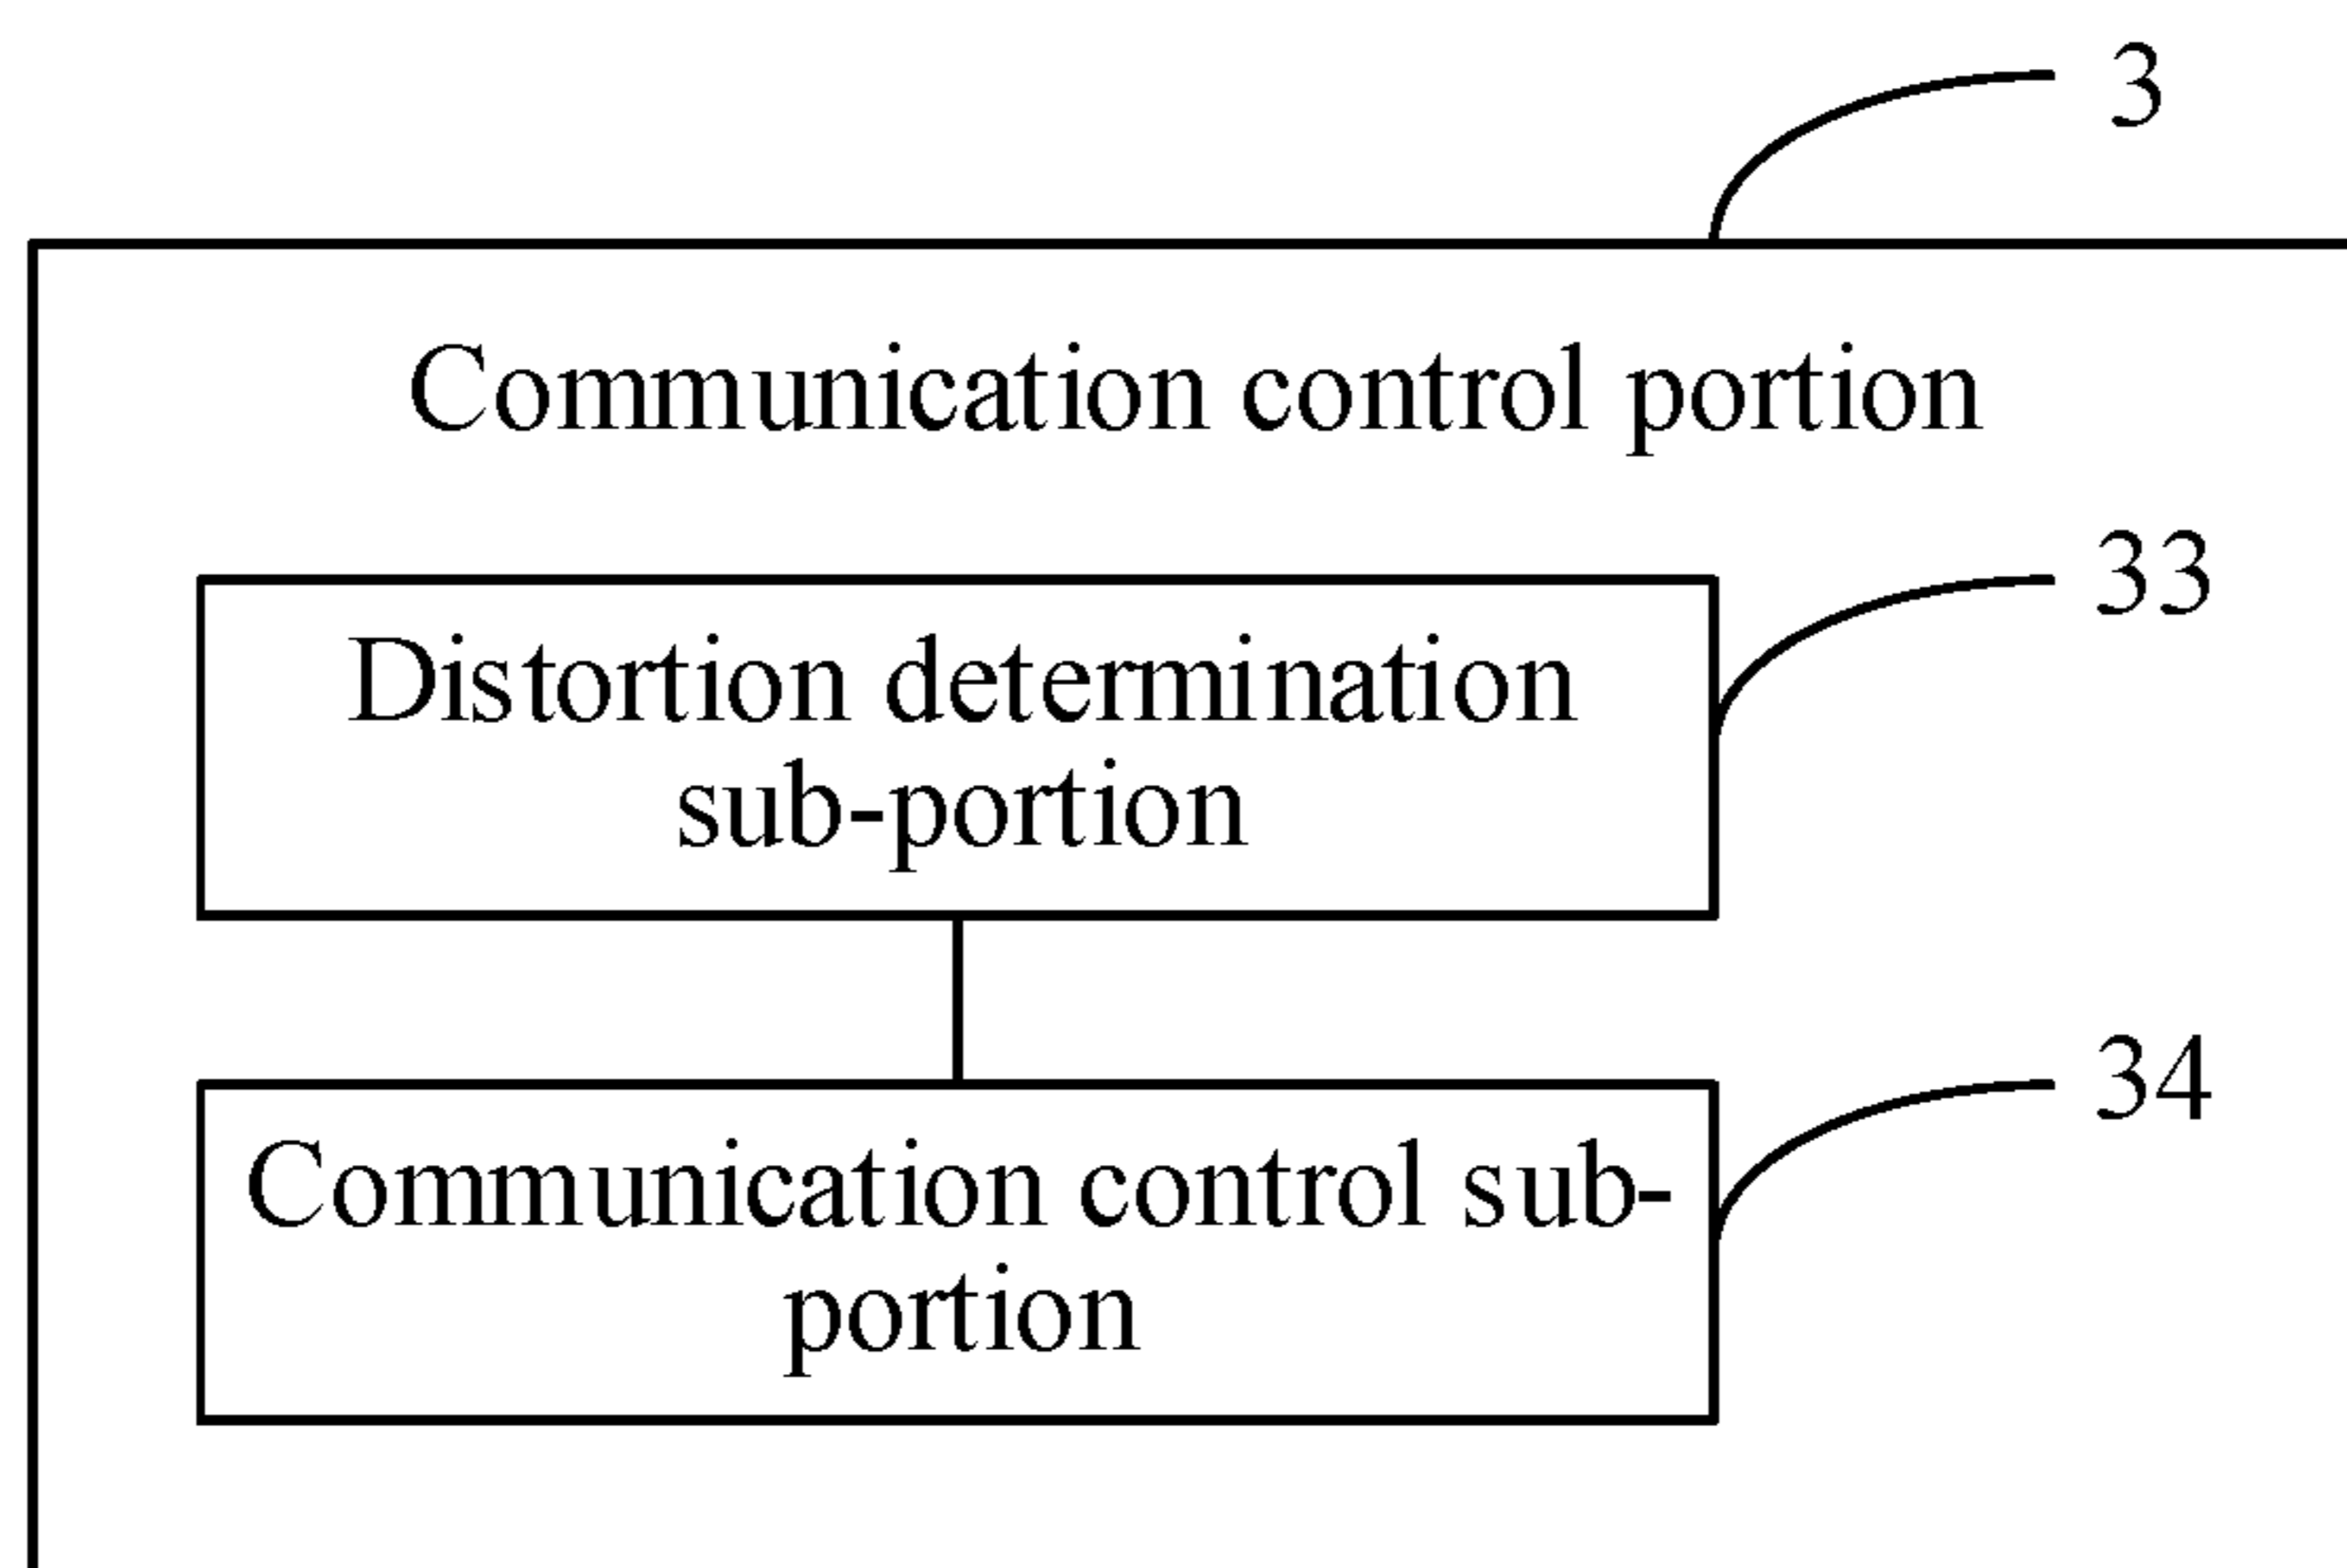 3
Communication control portion
33
Distortion determination
sub-portion
34
Communication control sub-
portion